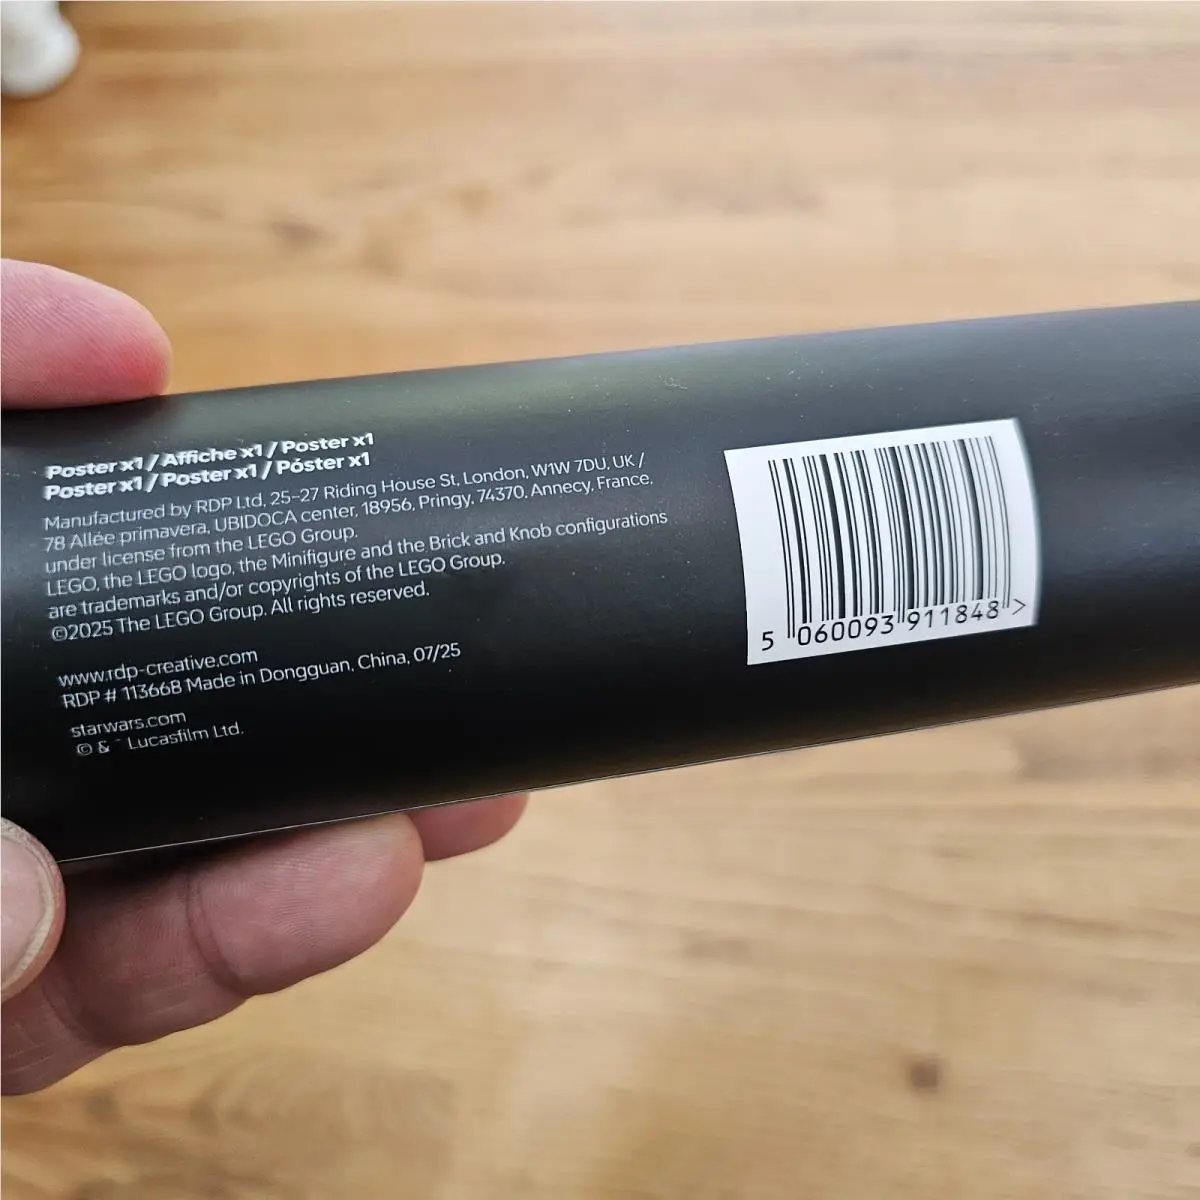 Poster x1 / Affiche x1 / Poster x1
Poster x1 / Poster x1 / Póster x1
Manufactured by RDP Ltd, 25-27 Riding House St, London, W1W 7DU, UK /
78 Allée primavera, UBIDOCA center, 18956, Pringy, 74370, Annecy, France,
under license from the LEGO Group.
LEGO, the LEGO logo, the Minifigure and the Brick and Knob configurations
are trademarks and/or copyrights of the LEGO Group.
©2025 The LEGO Group. All rights reserved.
www.rdp-creative.com
RDP # 113668 Made in Dongguan, China, 07/25
starwars.com
© & ™ Lucasfilm Ltd.
5 060093 911848 >